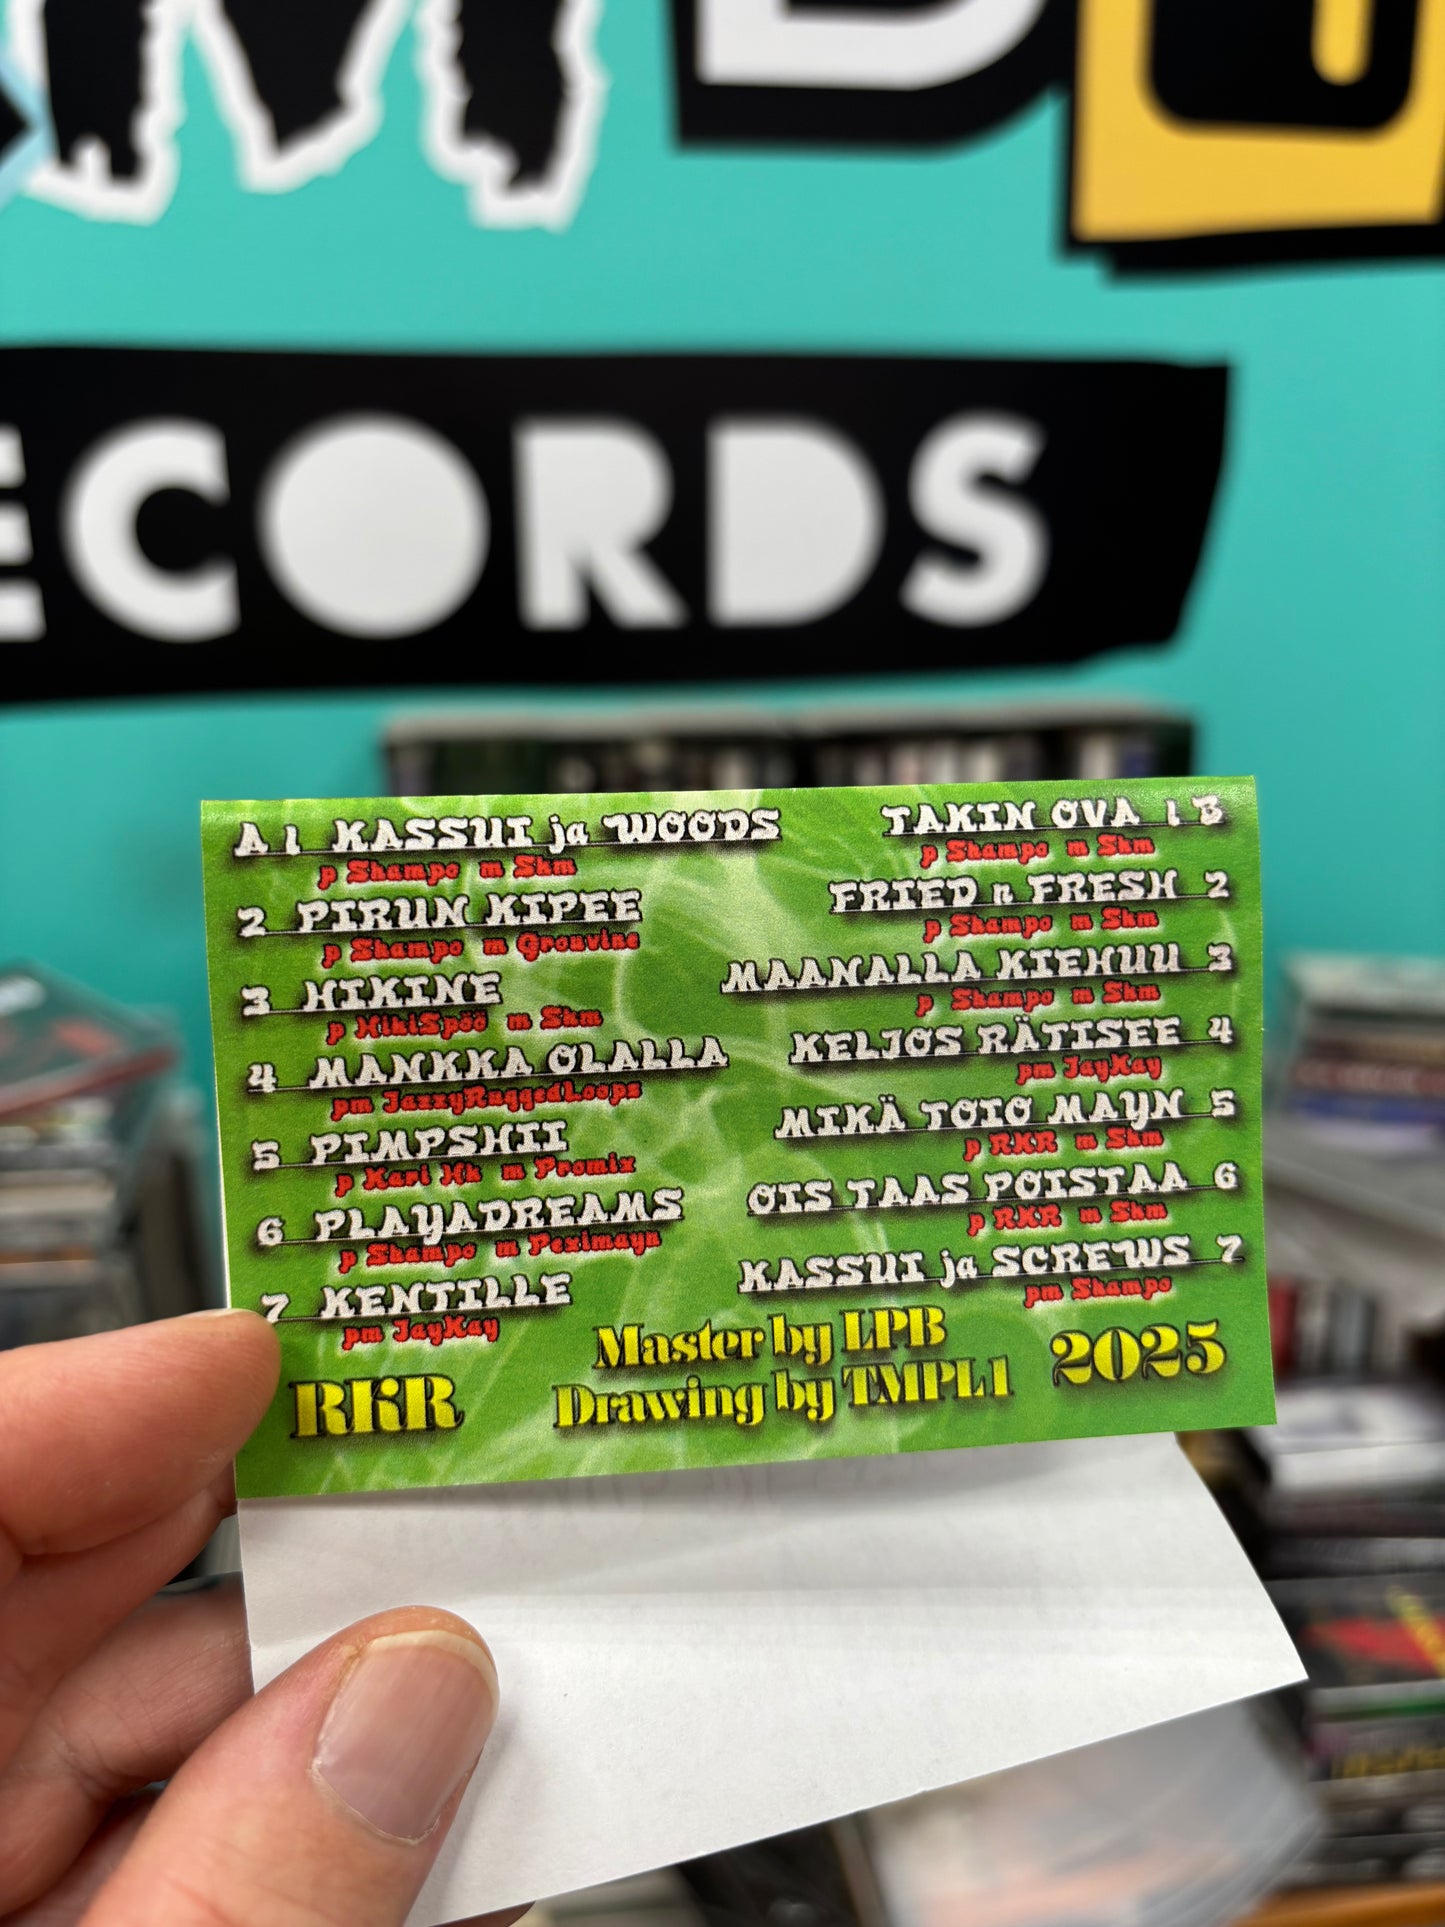 ECORDS
A 1 KASSUI ja WOODS
p Shampo m Skm
2 PIRUN KIPEE
p Shampo m Grouvine
3 HIKINE
p HikiSpöö m Skm
4 MANKKA OLALLA
pm JazzyRuggedLoops
5 PIMPSHII
p Kari Hk m Promix
6 PLAYADREAMS
p Shampo m Peximayn
7 KENTILLE
pm JayKay
TAKIN OVA 1 B
p Shampo m Skm
FRIED n FRESH 2
p Shampo m Skm
MAANALLA KIEHUU 3
p Shampo m Skm
KELJOS RÄTISEE 4
pm JayKay
MIKÄ TOIO MAYN 5
p RKR m Skm
OIS TAAS POISTAA 6
p RKR m Skm
KASSUI ja SCREWS 7
pm Shampo
RKR
Master by LPB
Drawing by TMPL1
2025